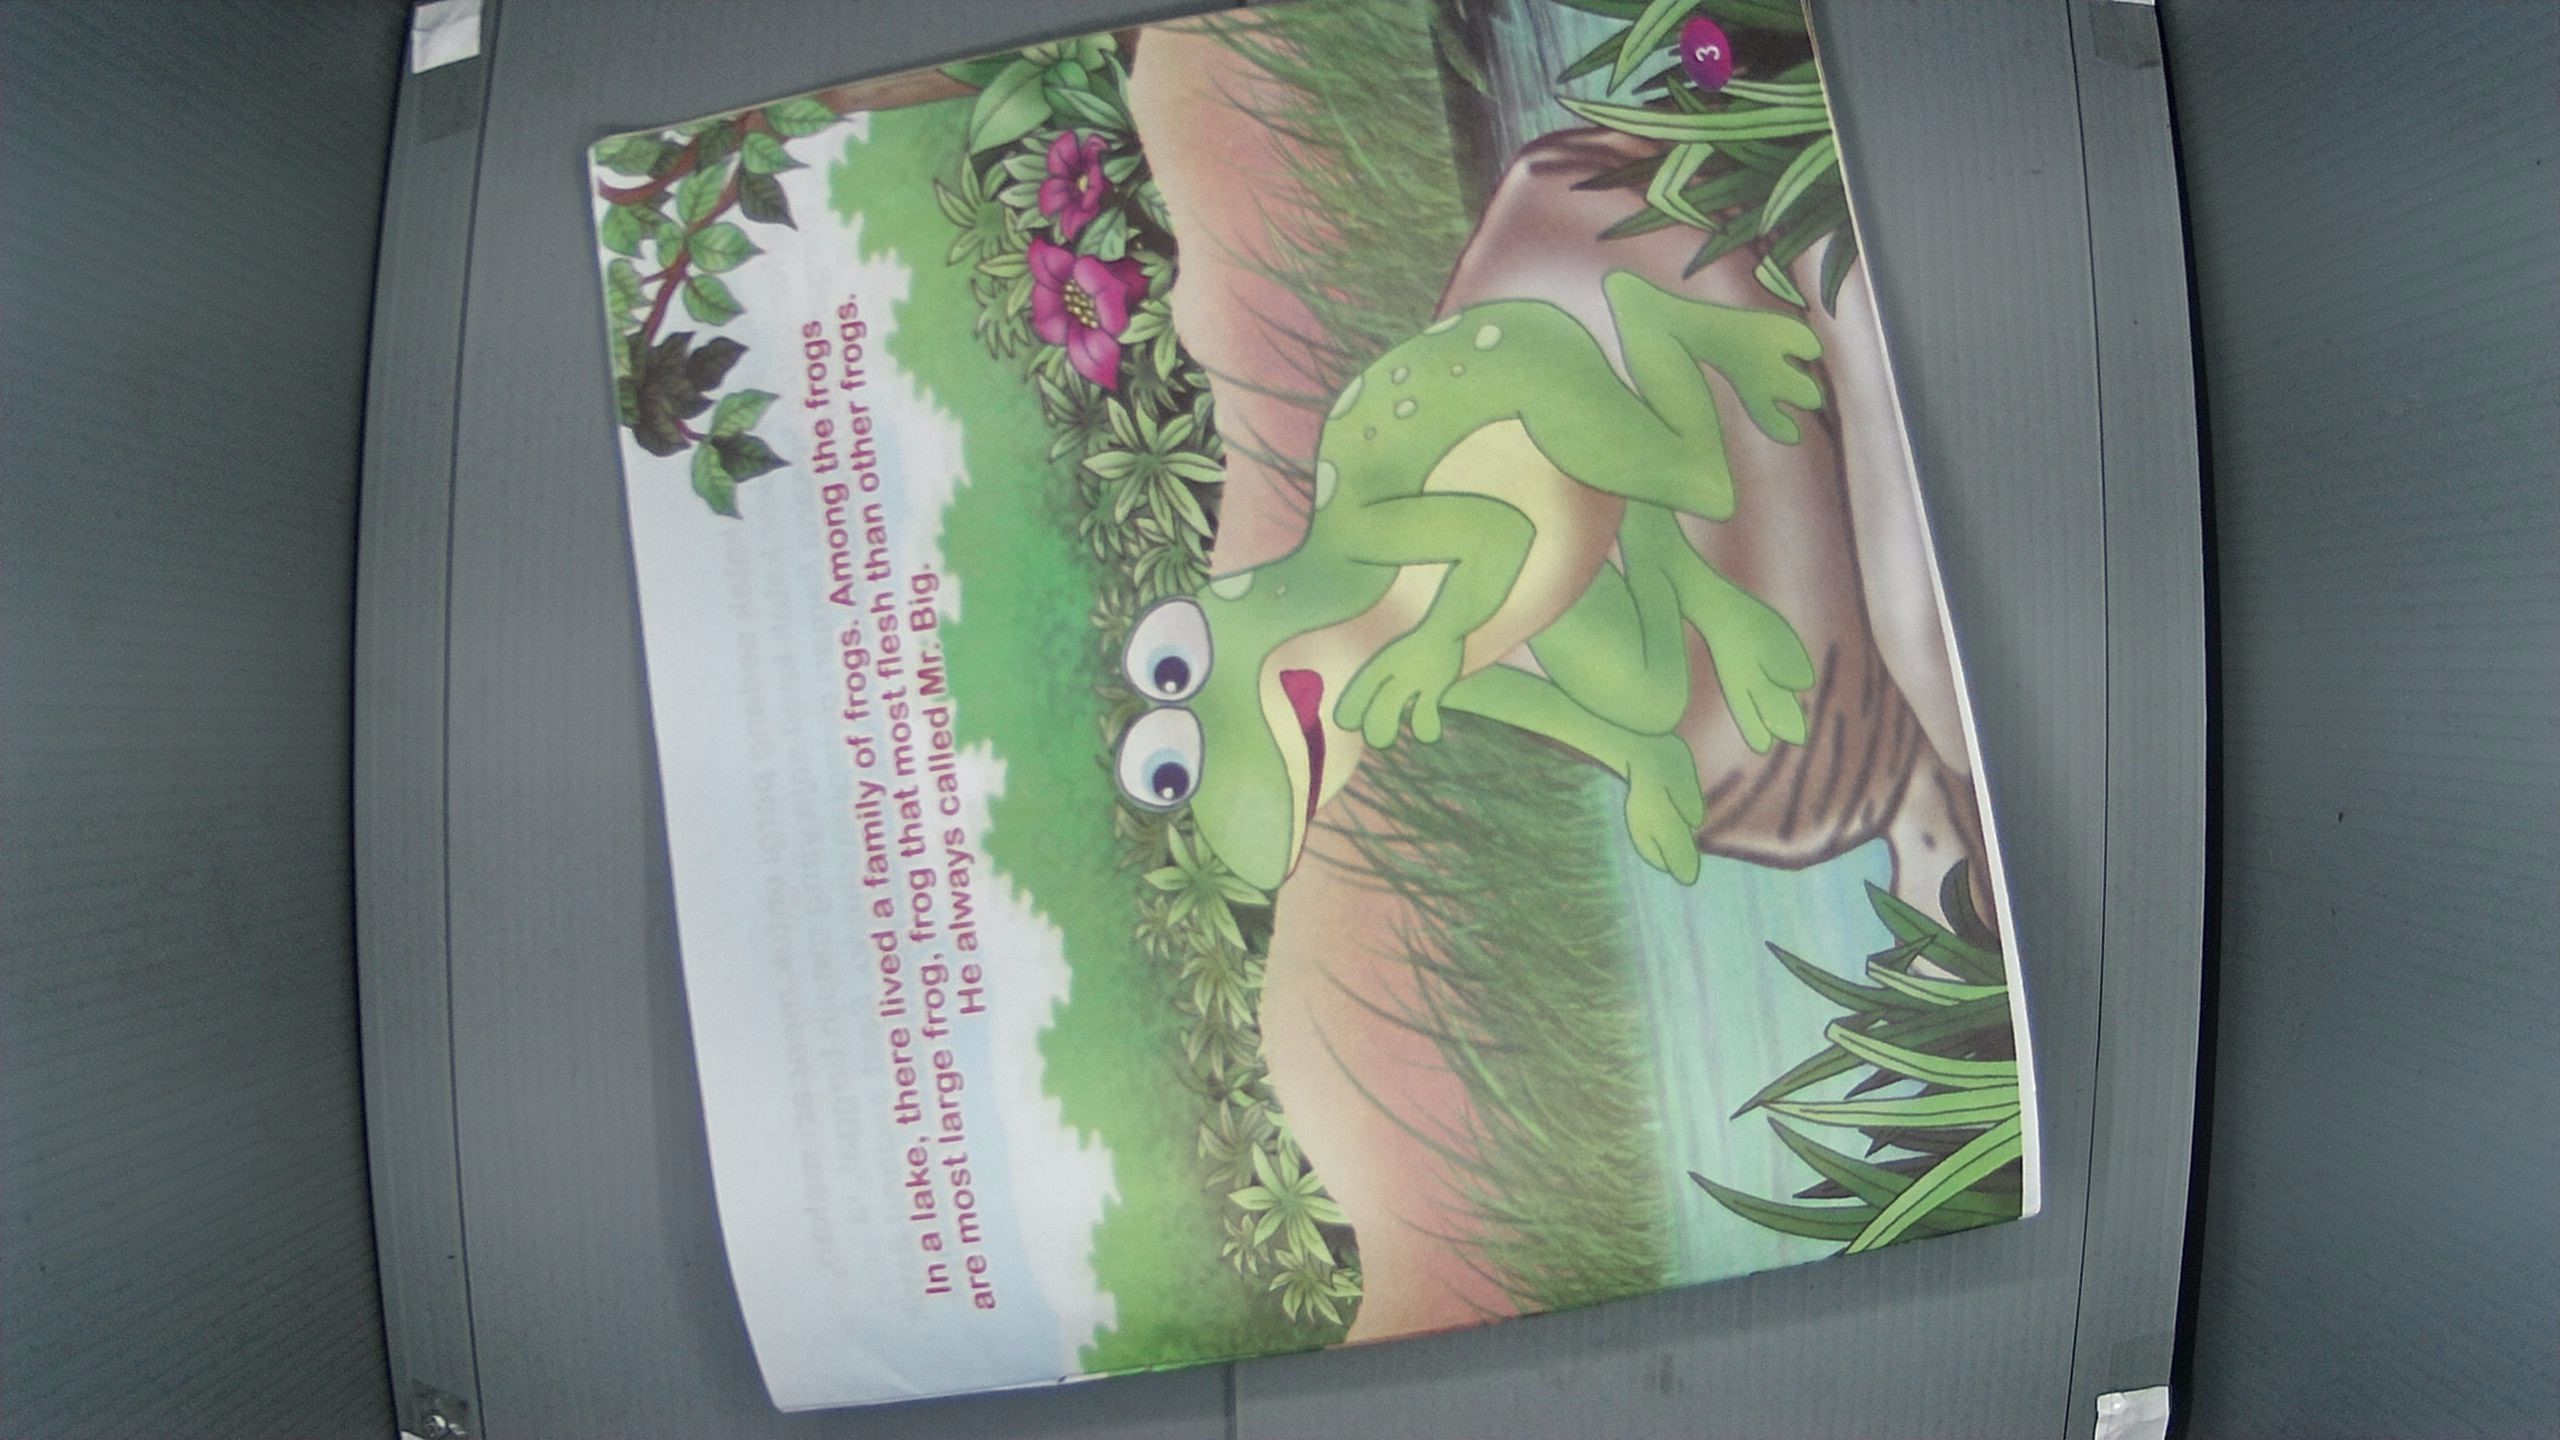 In a lake, there lived a family of frogs. Among the frogs
are most large frog, frog that most flesh than other frogs.
He always called Mr. Big.
3